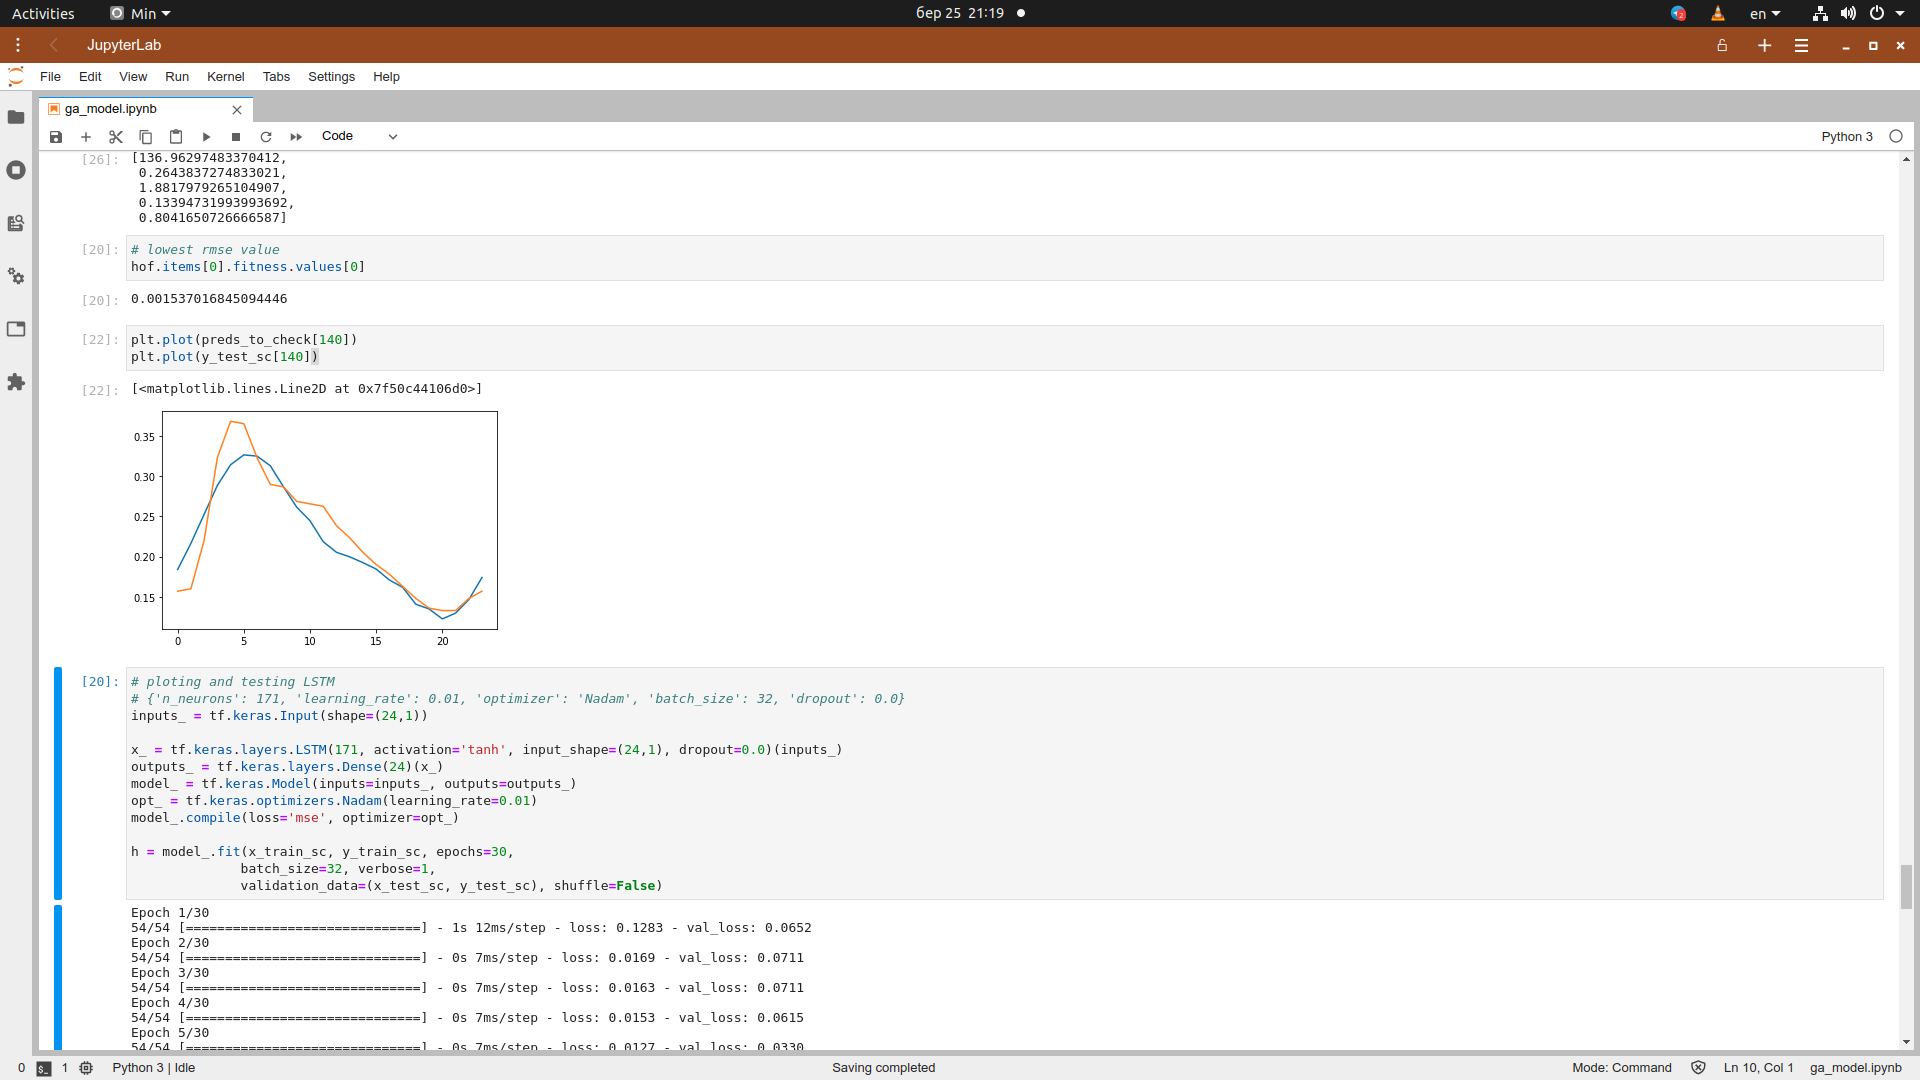 Activities
Min
бер 25 21:19
2
en
JupyterLab
File Edit View Run Kernel Tabs Settings Help
ga_model.ipynb
Code
Python 3
[26]: [136.96297483370412,
0.2643837274833021,
1.8817979265104907,
0.13394731993993692,
0.8041650726666587]
[20]: # lowest rmse value
hof.items[0].fitness.values[0]
[20]: 0.001537016845094446
[22]: plt.plot(preds_to_check[140])
plt.plot(y_test_sc[140])
[22]: [<matplotlib.lines.Line2D at 0x7f50c44106d0>]
0.35
0.30
0.25
0.20
0.15
0 5 10 15 20
[20]: # ploting and testing LSTM
# {'n_neurons': 171, 'learning_rate': 0.01, 'optimizer': 'Nadam', 'batch_size': 32, 'dropout': 0.0}
inputs_ = tf.keras.Input(shape=(24,1))
x_ = tf.keras.layers.LSTM(171, activation='tanh', input_shape=(24,1), dropout=0.0)(inputs_)
outputs_ = tf.keras.layers.Dense(24)(x_)
model_ = tf.keras.Model(inputs=inputs_, outputs=outputs_)
opt_ = tf.keras.optimizers.Nadam(learning_rate=0.01)
model_.compile(loss='mse', optimizer=opt_)
h = model_.fit(x_train_sc, y_train_sc, epochs=30,
batch_size=32, verbose=1,
validation_data=(x_test_sc, y_test_sc), shuffle=False)
Epoch 1/30
54/54 [==============================] - 1s 12ms/step - loss: 0.1283 - val_loss: 0.0652
Epoch 2/30
54/54 [==============================] - 0s 7ms/step - loss: 0.0169 - val_loss: 0.0711
Epoch 3/30
54/54 [==============================] - 0s 7ms/step - loss: 0.0163 - val_loss: 0.0711
Epoch 4/30
54/54 [==============================] - 0s 7ms/step - loss: 0.0153 - val_loss: 0.0615
Epoch 5/30
54/54 [==============================] - 0s 7ms/step - loss: 0.0127 - val_loss: 0.0330
0 $_ 1 Python 3 | Idle
Saving completed
Mode: Command
Ln 10, Col 1
ga_model.ipynb